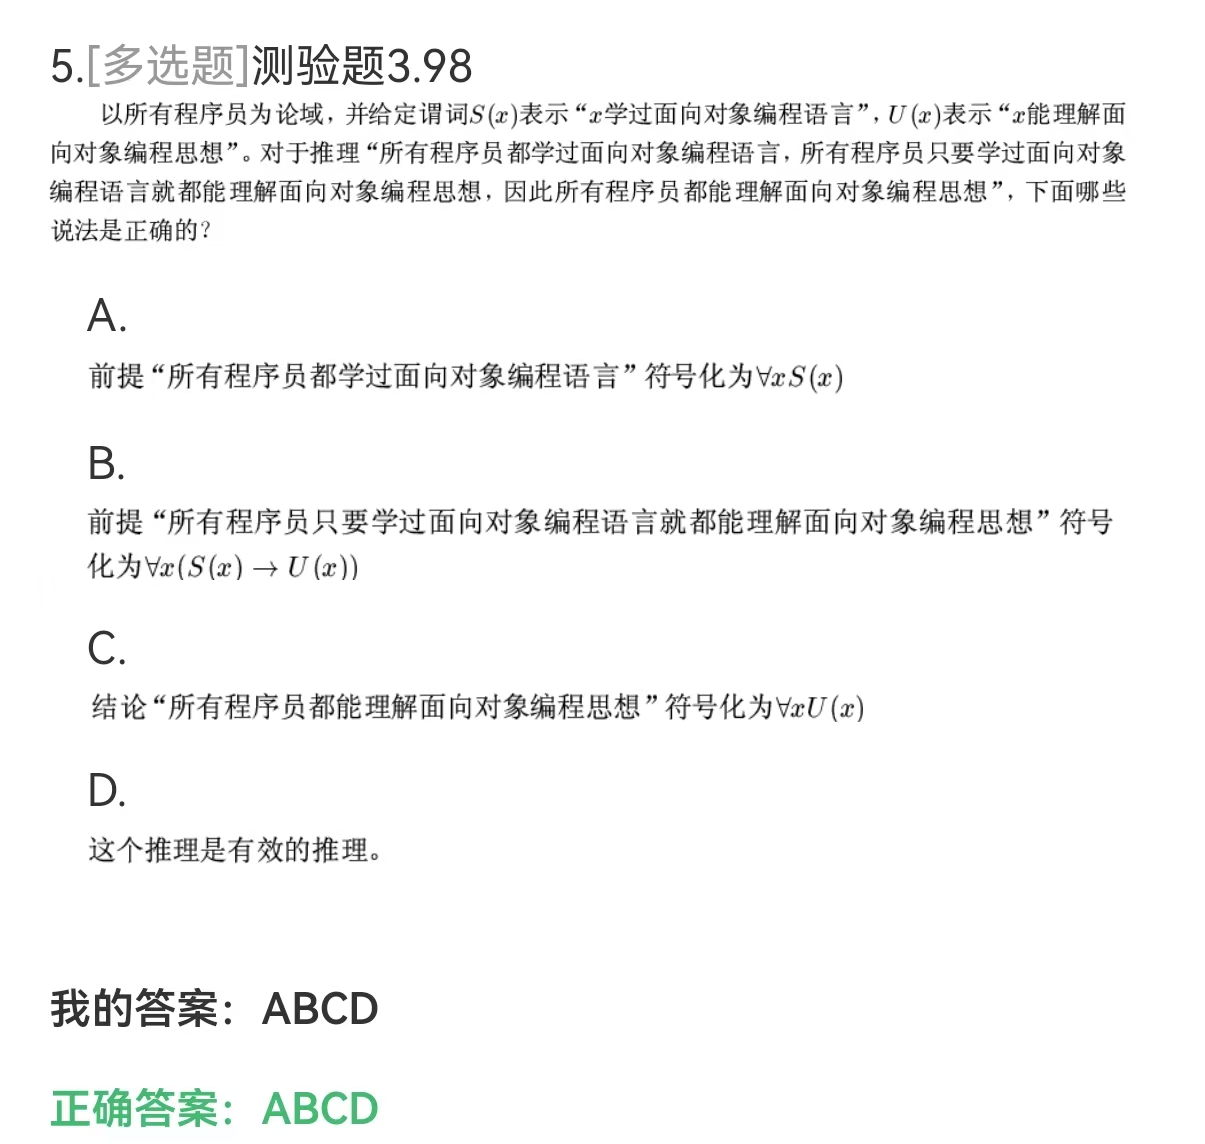 5.[多选题]测验题3.98
以所有程序员为论域，并给定谓词S(x)表示“x学过面向对象编程语言”，U(x)表示“x能理解面
向对象编程思想”。对于推理“所有程序员都学过面向对象编程语言，所有程序员只要学过面向对象
编程语言就都能理解面向对象编程思想，因此所有程序员都能理解面向对象编程思想”，下面哪些
说法是正确的？
A.
前提“所有程序员都学过面向对象编程语言”符号化为∀xS(x)
B.
前提“所有程序员只要学过面向对象编程语言就都能理解面向对象编程思想”符号
化为∀x(S(x) → U(x))
C.
结论“所有程序员都能理解面向对象编程思想”符号化为∀xU(x)
D.
这个推理是有效的推理。
我的答案：ABCD
正确答案：ABCD